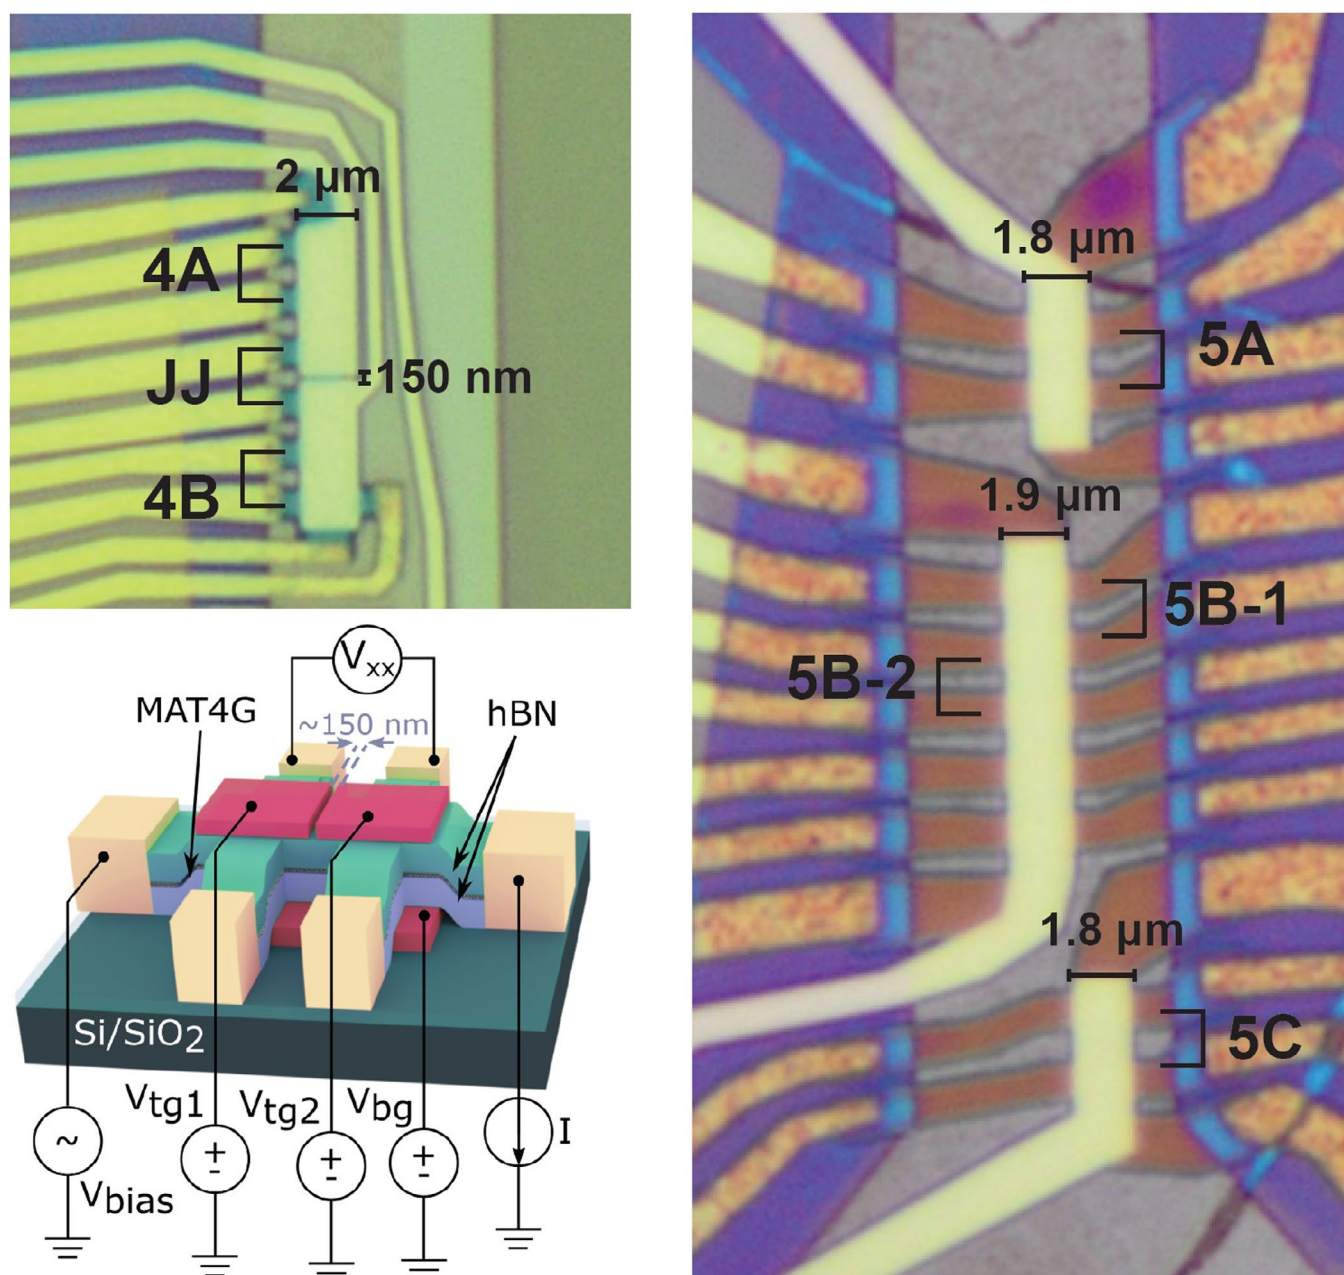 2 µm
4A
JJ
150 nm
4B
1.8 µm
5A
1.9 µm
5B-1
5B-2
1.8 µm
5C
Vxx
MAT4G
~150 nm
hBN
Si/SiO2
Vtg1
Vtg2
Vbg
I
~
+
-
+
-
+
-
Vbias